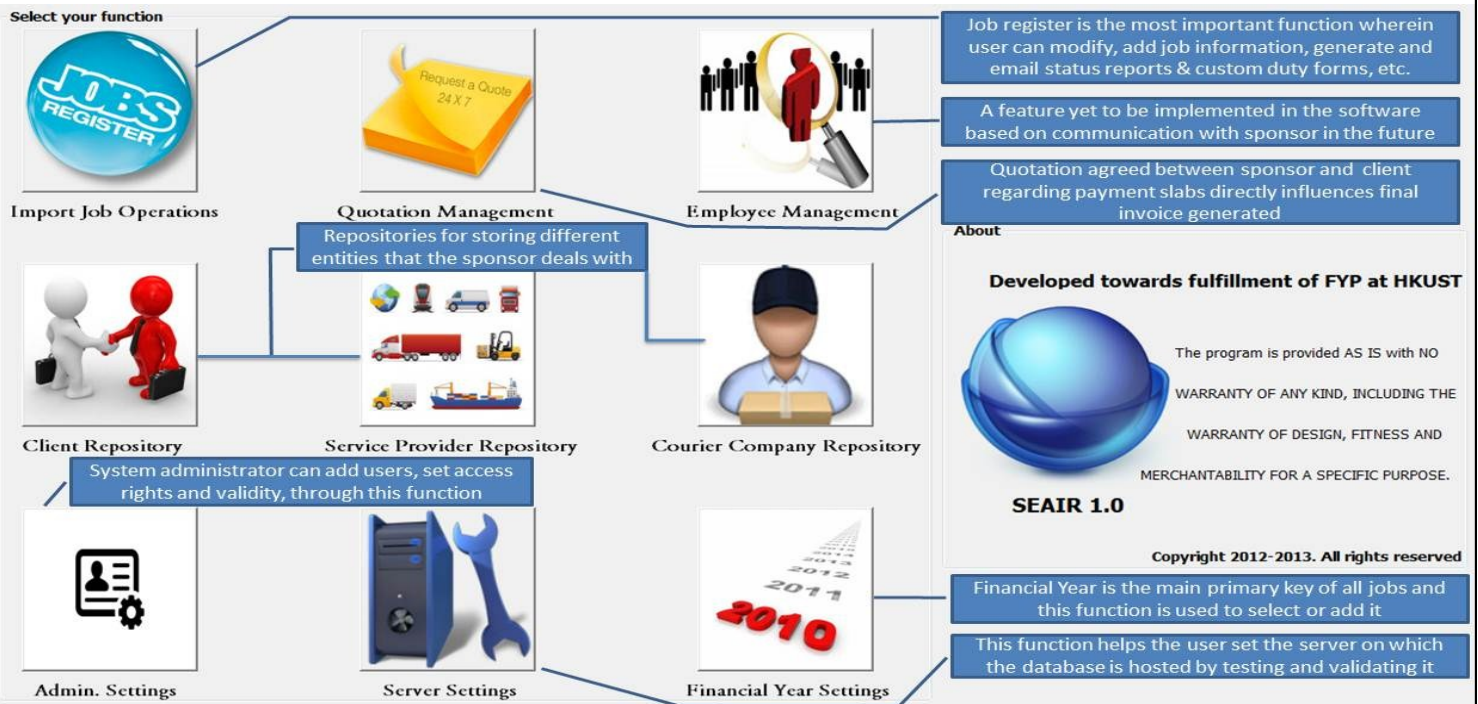 Select your function
JOBS
REGISTER
Import Job Operations
Request a Quote
24 X 7
Quotation Management
Employee Management
Job register is the most important function wherein
user can modify, add job information, generate and
email status reports & custom duty forms, etc.
A feature yet to be implemented in the software
based on communication with sponsor in the future
Quotation agreed between sponsor and client
regarding payment slabs directly influences final
invoice generated
Repositories for storing different
entities that the sponsor deals with
Client Repository
Service Provider Repository
Courier Company Repository
About
Developed towards fulfillment of FYP at HKUST
The program is provided AS IS with NO
WARRANTY OF ANY KIND, INCLUDING THE
WARRANTY OF DESIGN, FITNESS AND
MERCHANTABILITY FOR A SPECIFIC PURPOSE.
SEAIR 1.0
Copyright 2012-2013. All rights reserved
System administrator can add users, set access
rights and validity, through this function
Admin. Settings
Server Settings
2014
2013
2012
2011
2010
Financial Year Settings
Financial Year is the main primary key of all jobs and
this function is used to select or add it
This function helps the user set the server on which
the database is hosted by testing and validating it